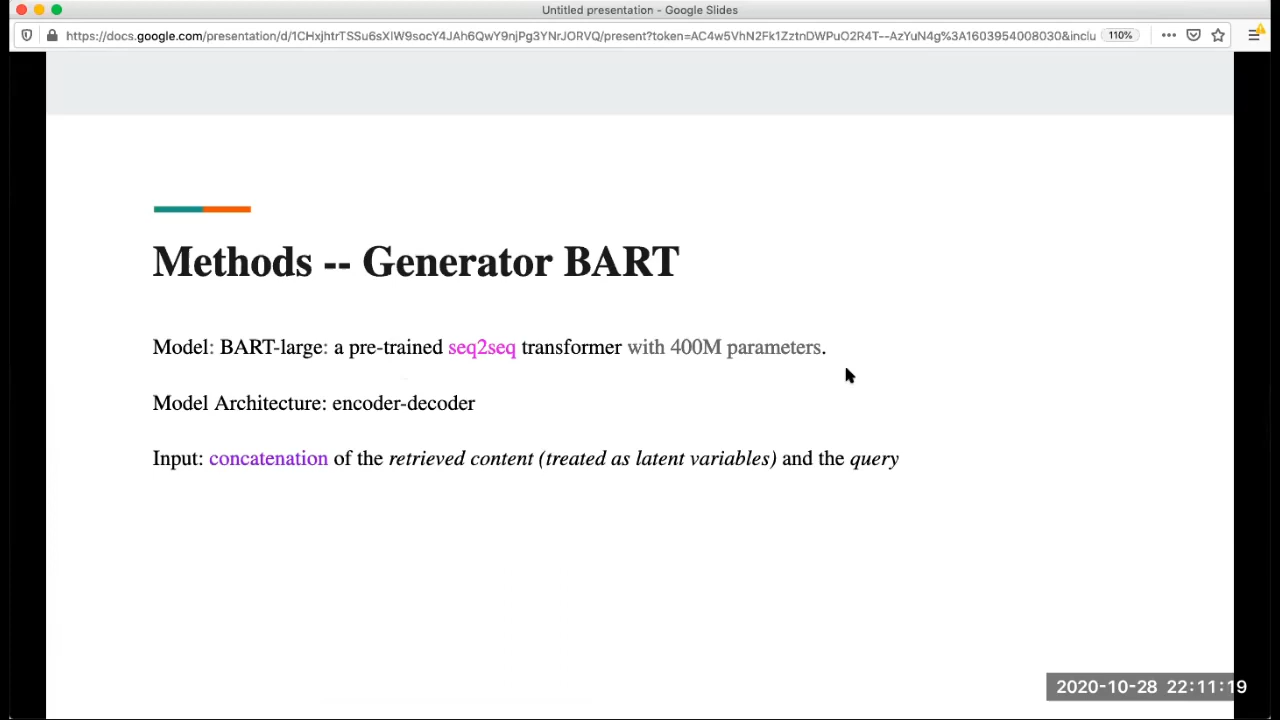 Untitled presentation - Google Slides
https://docs.google.com/presentation/d/1CHxjhtrTSSu6sXIW9socY4JAh6QwY9njPg3YNrJORVQ/present?token=AC4w5VhN2Fk1ZztnDWPuO2R4T--AzYuN4g%3A1603954008030&inclu 110%
Methods -- Generator BART
Model: BART-large: a pre-trained seq2seq transformer with 400M parameters.
Model Architecture: encoder-decoder
Input: concatenation of the retrieved content (treated as latent variables) and the query
2020-10-28 22:11:19